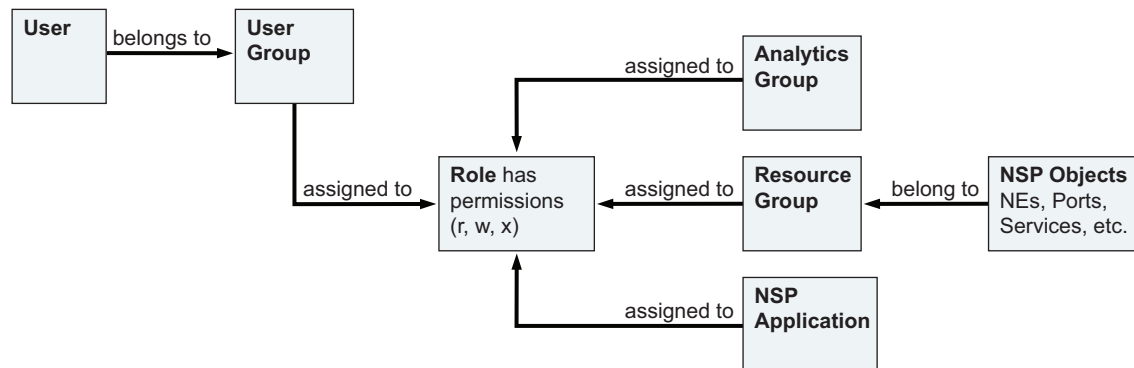 User
belongs to
User
Group
assigned to
Analytics
Group
assigned to
Role has
permissions
(r, w, x)
assigned to
Resource
Group
belong to
NSP Objects
NEs, Ports,
Services, etc.
assigned to
NSP
Application